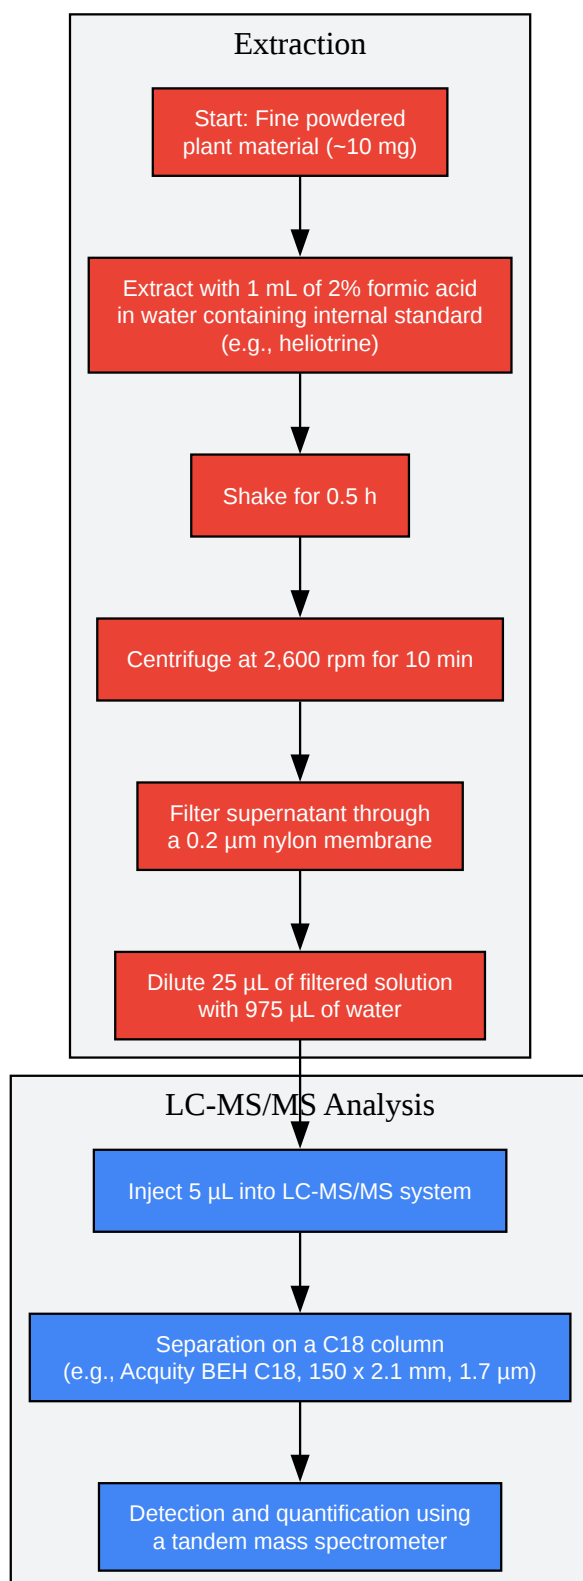 Extraction
Start: Fine powdered
plant material (~10 mg)
Extract with 1 mL of 2% formic acid
in water containing internal standard
(e.g., heliotrine)
Shake for 0.5 h
Centrifuge at 2,600 rpm for 10 min
Filter supernatant through
a 0.2 µm nylon membrane
Dilute 25 µL of filtered solution
with 975 µL of water
LC-MS/MS Analysis
Inject 5 µL into LC-MS/MS system
Separation on a C18 column
(e.g., Acquity BEH C18, 150 x 2.1 mm, 1.7 µm)
Detection and quantification using
a tandem mass spectrometer